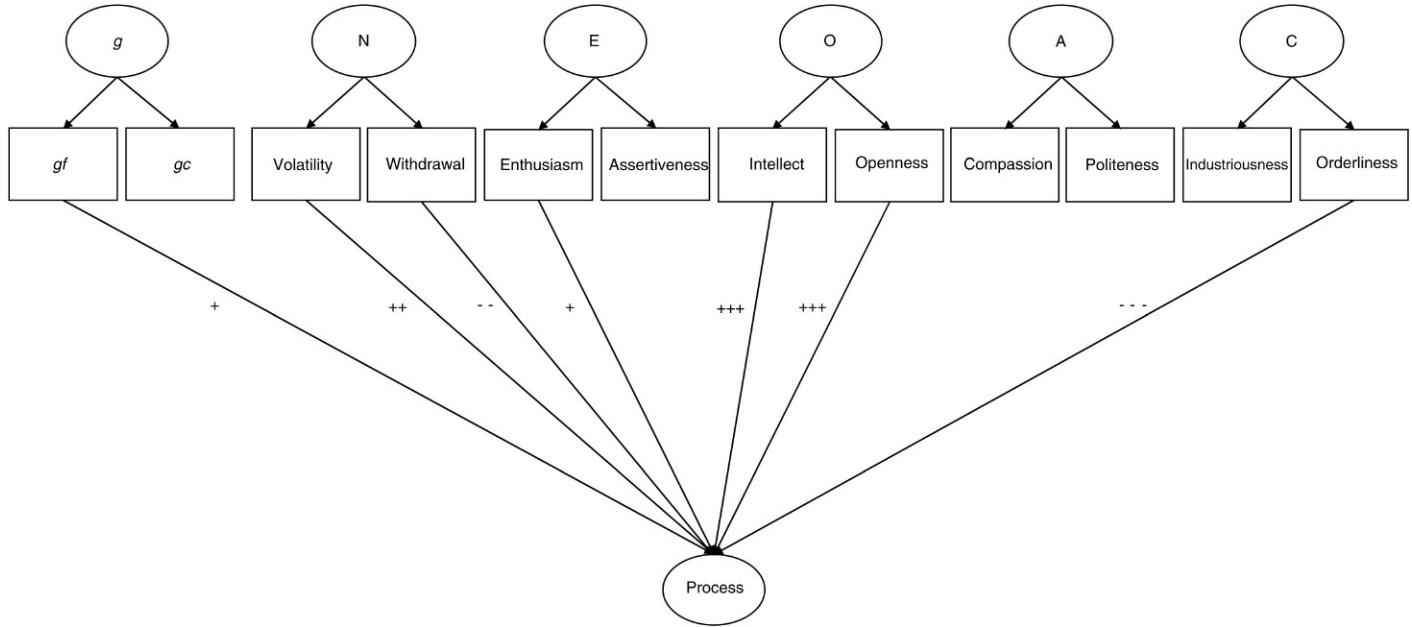 g N E O A C
gf gc Volatility Withdrawal Enthusiasm Assertiveness Intellect Openness Compassion Politeness Industriousness Orderliness
+ ++ - - + +++ +++ - - -
Process